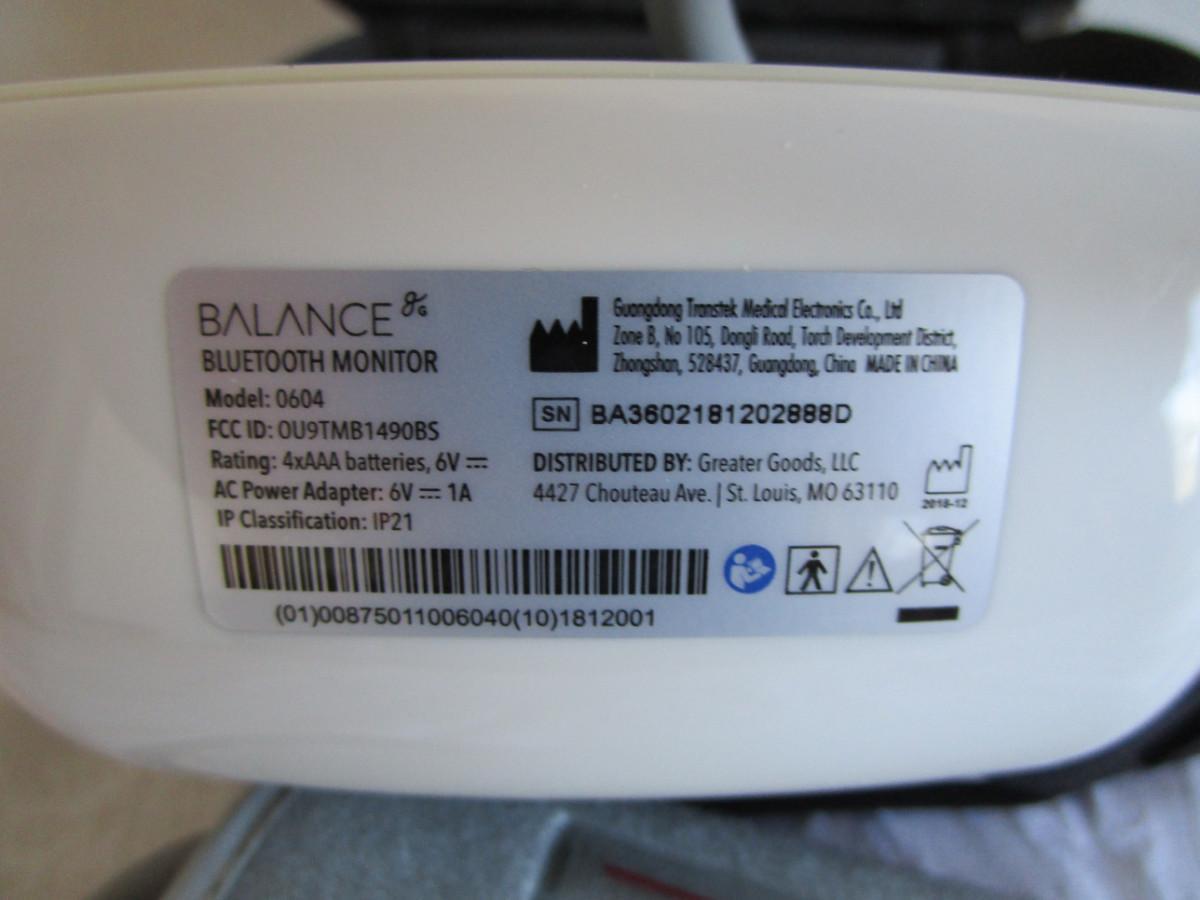 BALANCE
BLUETOOTH MONITOR
Model: 0604
FCC ID: OU9TMB1490BS
Rating: 4xAAA batteries, 6V ⎓
AC Power Adapter: 6V ⎓ 1A
IP Classification: IP21
(01)00875011006040(10)1812001
Guangdong Transtek Medical Electronics Co., Ltd
Zone B, No 105, Dongli Road, Torch Development District,
Zhongshan, 528437, Guangdong, China MADE IN CHINA
SN BA3602181202888D
DISTRIBUTED BY: Greater Goods, LLC
4427 Chouteau Ave. | St. Louis, MO 63110
2018-12